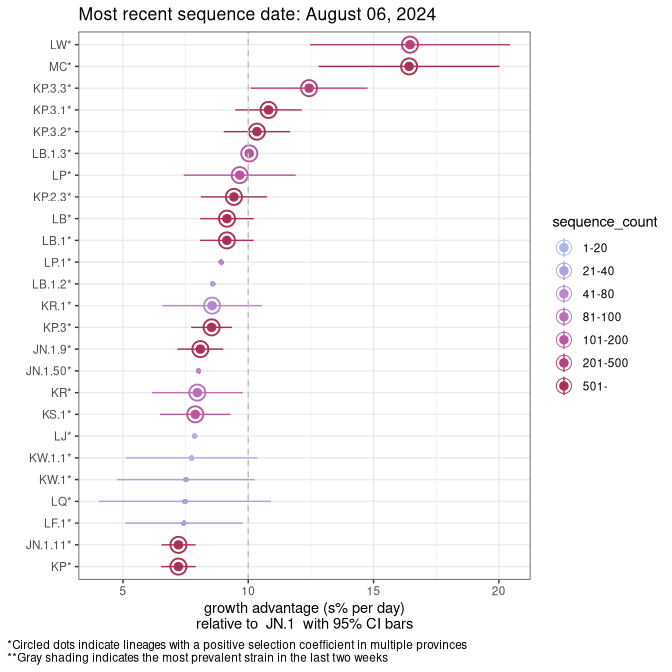 Most recent sequence date: August 06, 2024
LW*
MC*
KP.3.3*
KP.3.1*
KP.3.2*
LB.1.3*
LP*
KP.2.3*
LB*
LB.1*
LP.1*
LB.1.2*
KR.1*
KP.3*
JN.1.9*
JN.1.50*
KR*
KS.1*
LJ*
KW.1.1*
KW.1*
LQ*
LF.1*
JN.1.11*
KP*
5 10 15 20
growth advantage (s% per day)
relative to JN.1 with 95% CI bars
sequence_count
1-20
21-40
41-80
81-100
101-200
201-500
501-
*Circled dots indicate lineages with a positive selection coefficient in multiple provinces
**Gray shading indicates the most prevalent strain in the last two weeks